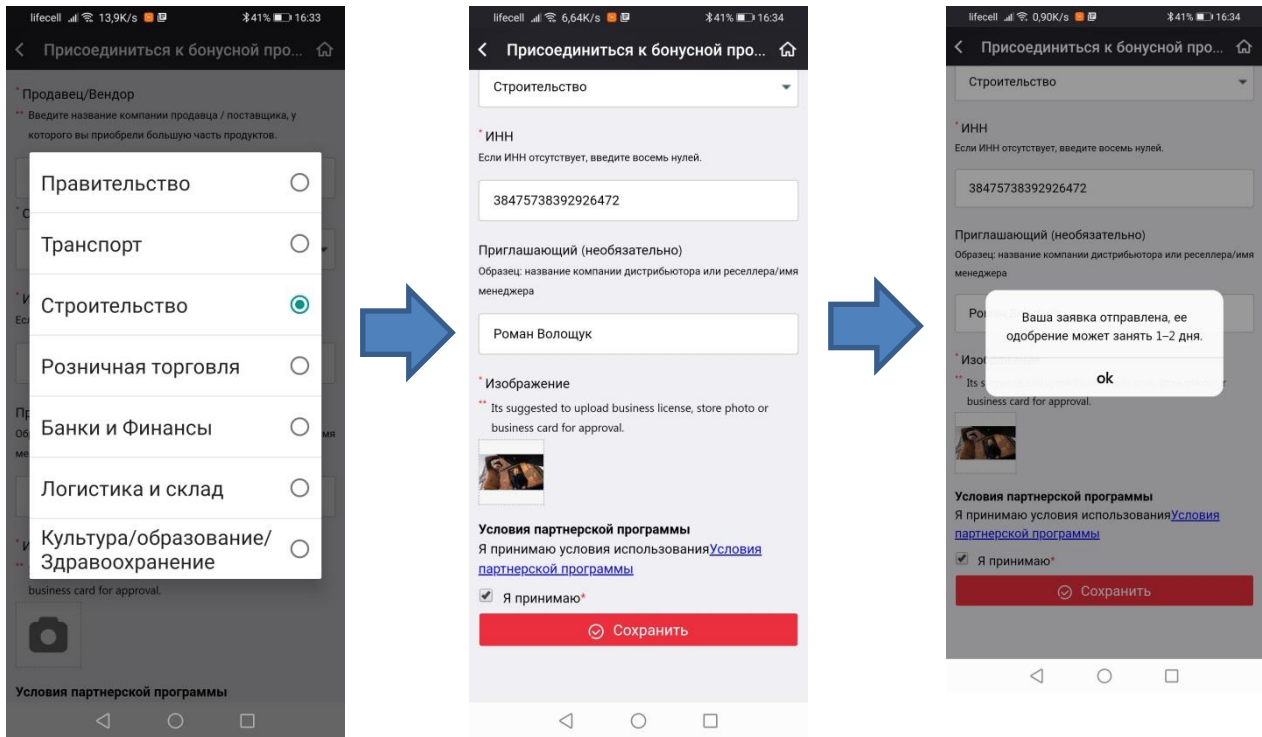 lifecell 13,9K/s 41% 16:33
Присоединиться к бонусной про...
* Продавец/Вендор
** Введите название компании продавца / поставщика, у
которого вы приобрели большую часть продуктов.
Правительство
Транспорт
Строительство
Розничная торговля
Банки и Финансы
Логистика и склад
Культура/образование/
Здравоохранение
business card for approval.
Условия партнерской программы
lifecell 6,64K/s 41% 16:34
Присоединиться к бонусной про...
Строительство
* ИНН
Если ИНН отсутствует, введите восемь нулей.
38475738392926472
Приглашающий (необязательно)
Образец: название компании дистрибьютора или реселлера/имя
менеджера
Роман Волощук
* Изображение
** Its suggested to upload business license, store photo or
business card for approval.
Условия партнерской программы
Я принимаю условия использованияУсловия
партнерской программы
Я принимаю*
Сохранить
lifecell 0,90K/s 41% 16:34
Присоединиться к бонусной про...
Строительство
* ИНН
Если ИНН отсутствует, введите восемь нулей.
38475738392926472
Приглашающий (необязательно)
Образец: название компании дистрибьютора или реселлера/имя
менеджера
Ваша заявка отправлена, ее
одобрение может занять 1–2 дня.
ok
** Its
business card for approval.
Условия партнерской программы
Я принимаю условия использованияУсловия
партнерской программы
Я принимаю*
Сохранить